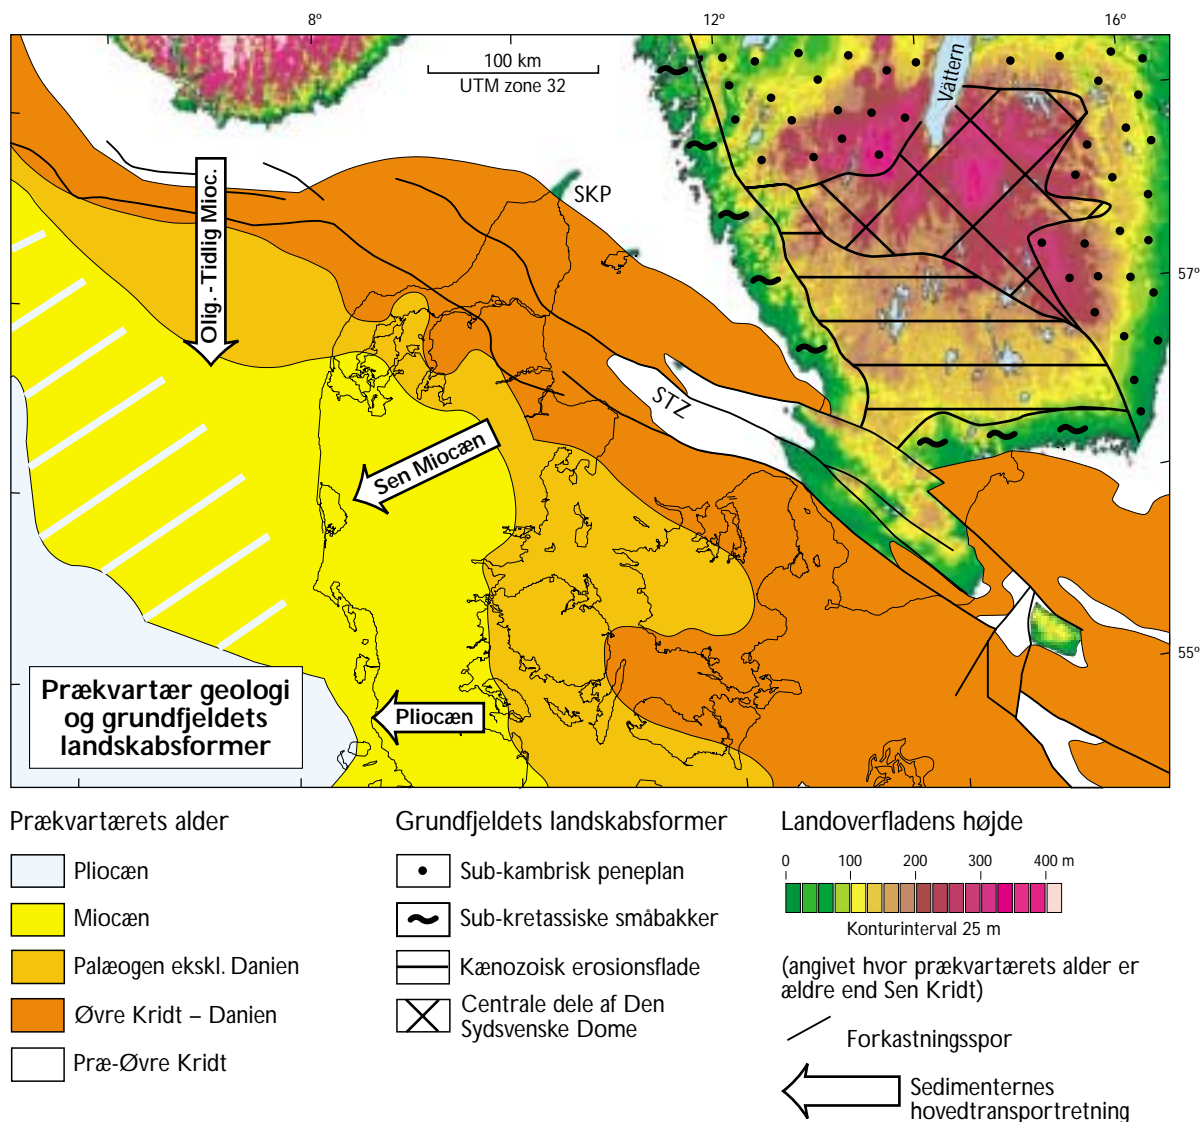 8°
12°
16°
100 km
UTM zone 32
Vättern
SKP
Olig.-Tidlig Mioc.
57°
STZ
Sen Miocæn
55°
Pliocæn
Prækvartær geologi
og grundfjeldets
landskabsformer
Prækvartærets alder
Pliocæn
Miocæn
Palæogen ekskl. Danien
Øvre Kridt – Danien
Præ-Øvre Kridt
Grundfjeldets landskabsformer
Sub-kambrisk peneplan
Sub-kretassiske småbakker
Kænozoisk erosionsflade
Centrale dele af Den
Sydsvenske Dome
Landoverfladens højde
0 100 200 300 400 m
Konturinterval 25 m
(angivet hvor prækvartærets alder er
ældre end Sen Kridt)
Forkastningsspor
Sedimenternes
hovedtransportretning